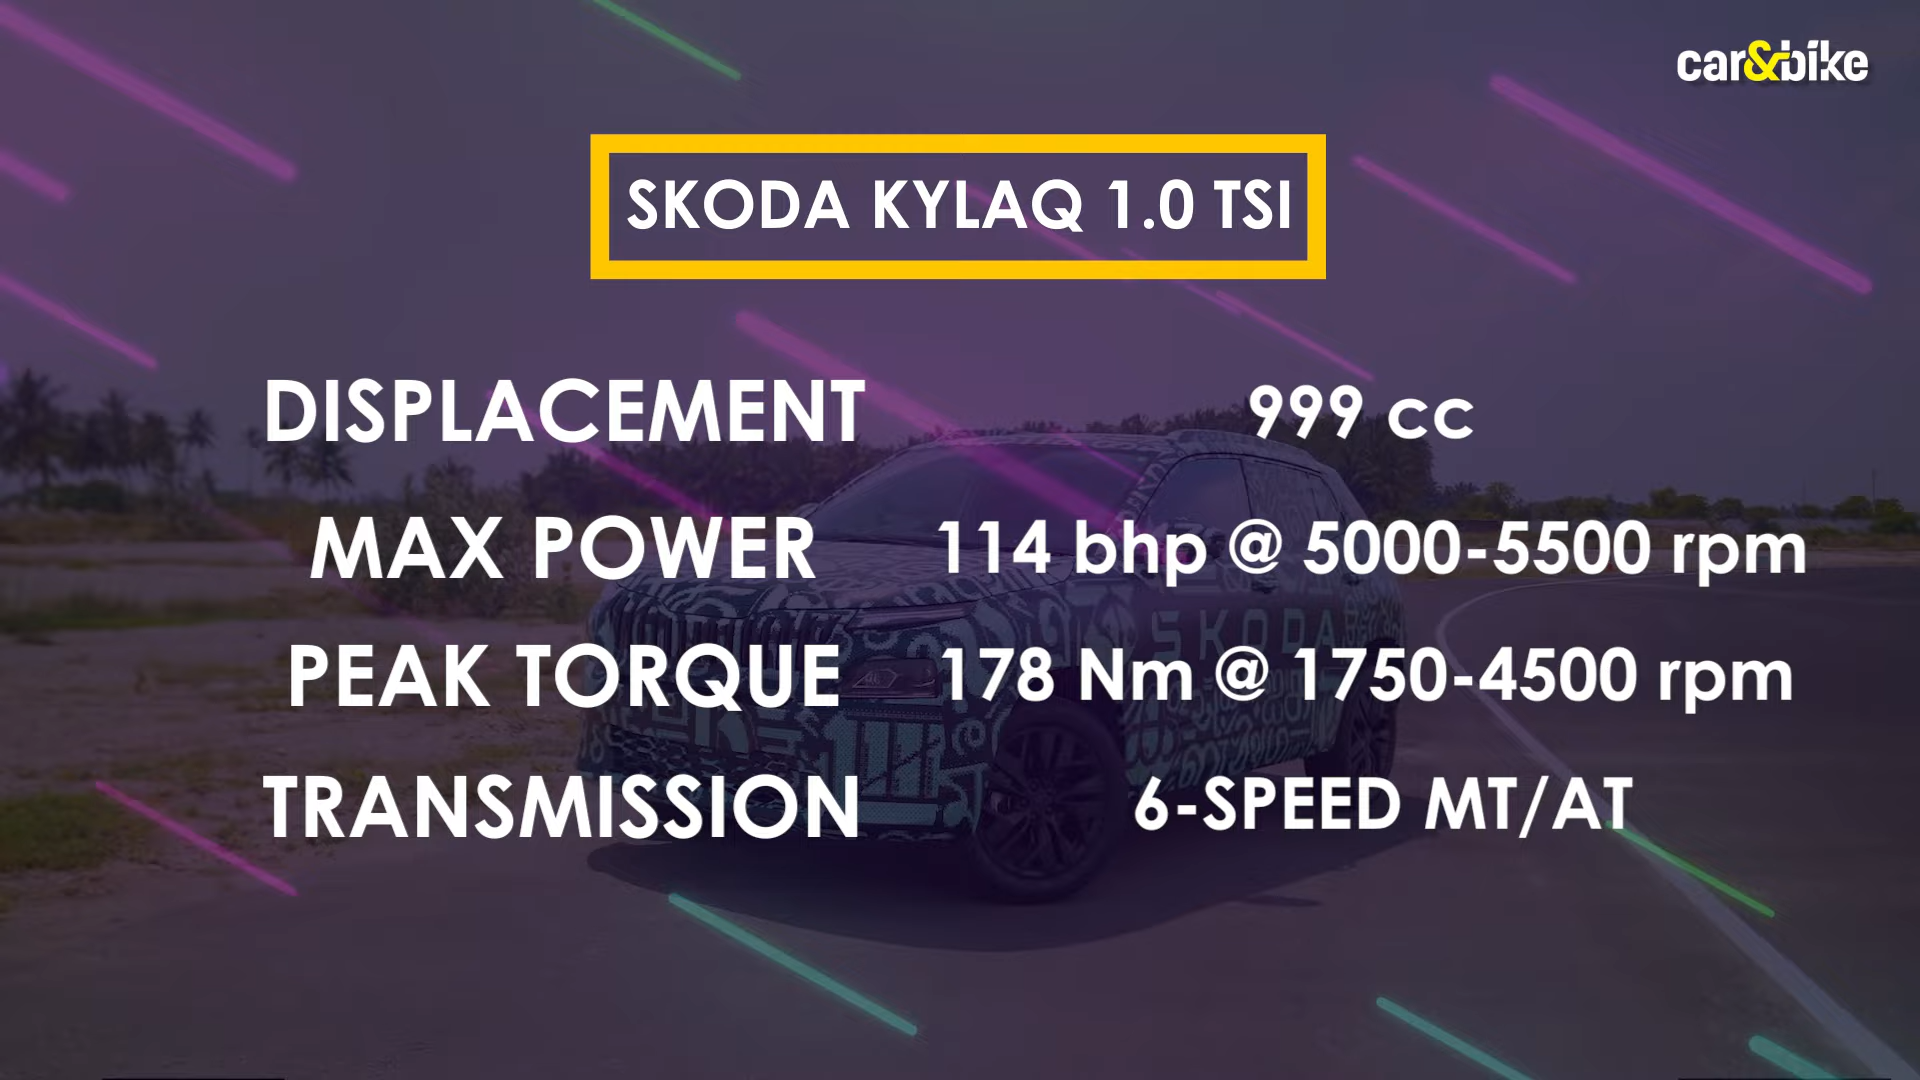 car&bike
SKODA KYLAQ 1.0 TSI
DISPLACEMENT 999 cc
MAX POWER 114 bhp @ 5000-5500 rpm
PEAK TORQUE 178 Nm @ 1750-4500 rpm
TRANSMISSION 6-SPEED MT/AT
SKODA